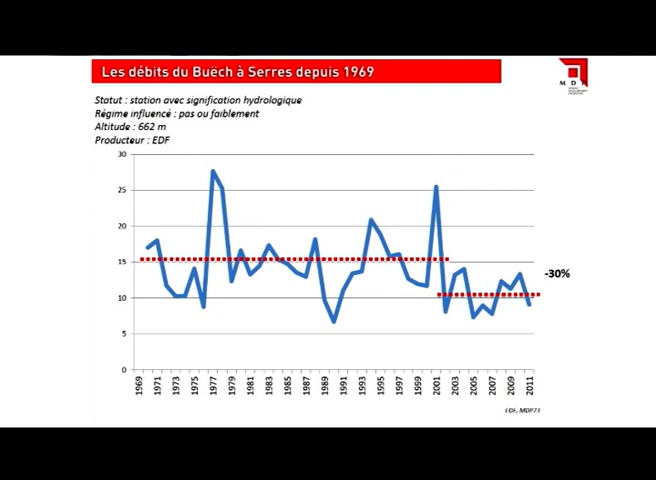 Les débits du Buëch à Serres depuis 1969
M D
Statut : station avec signification hydrologique
Régime influencé : pas ou faiblement
Altitude : 662 m
Producteur : EDF
30
25
20
15
10
5
0
-30%
1969 1971 1973 1975 1977 1979 1981 1983 1985 1987 1989 1991 1993 1995 1997 1999 2001 2003 2005 2007 2009 2011
EDF, MDP73